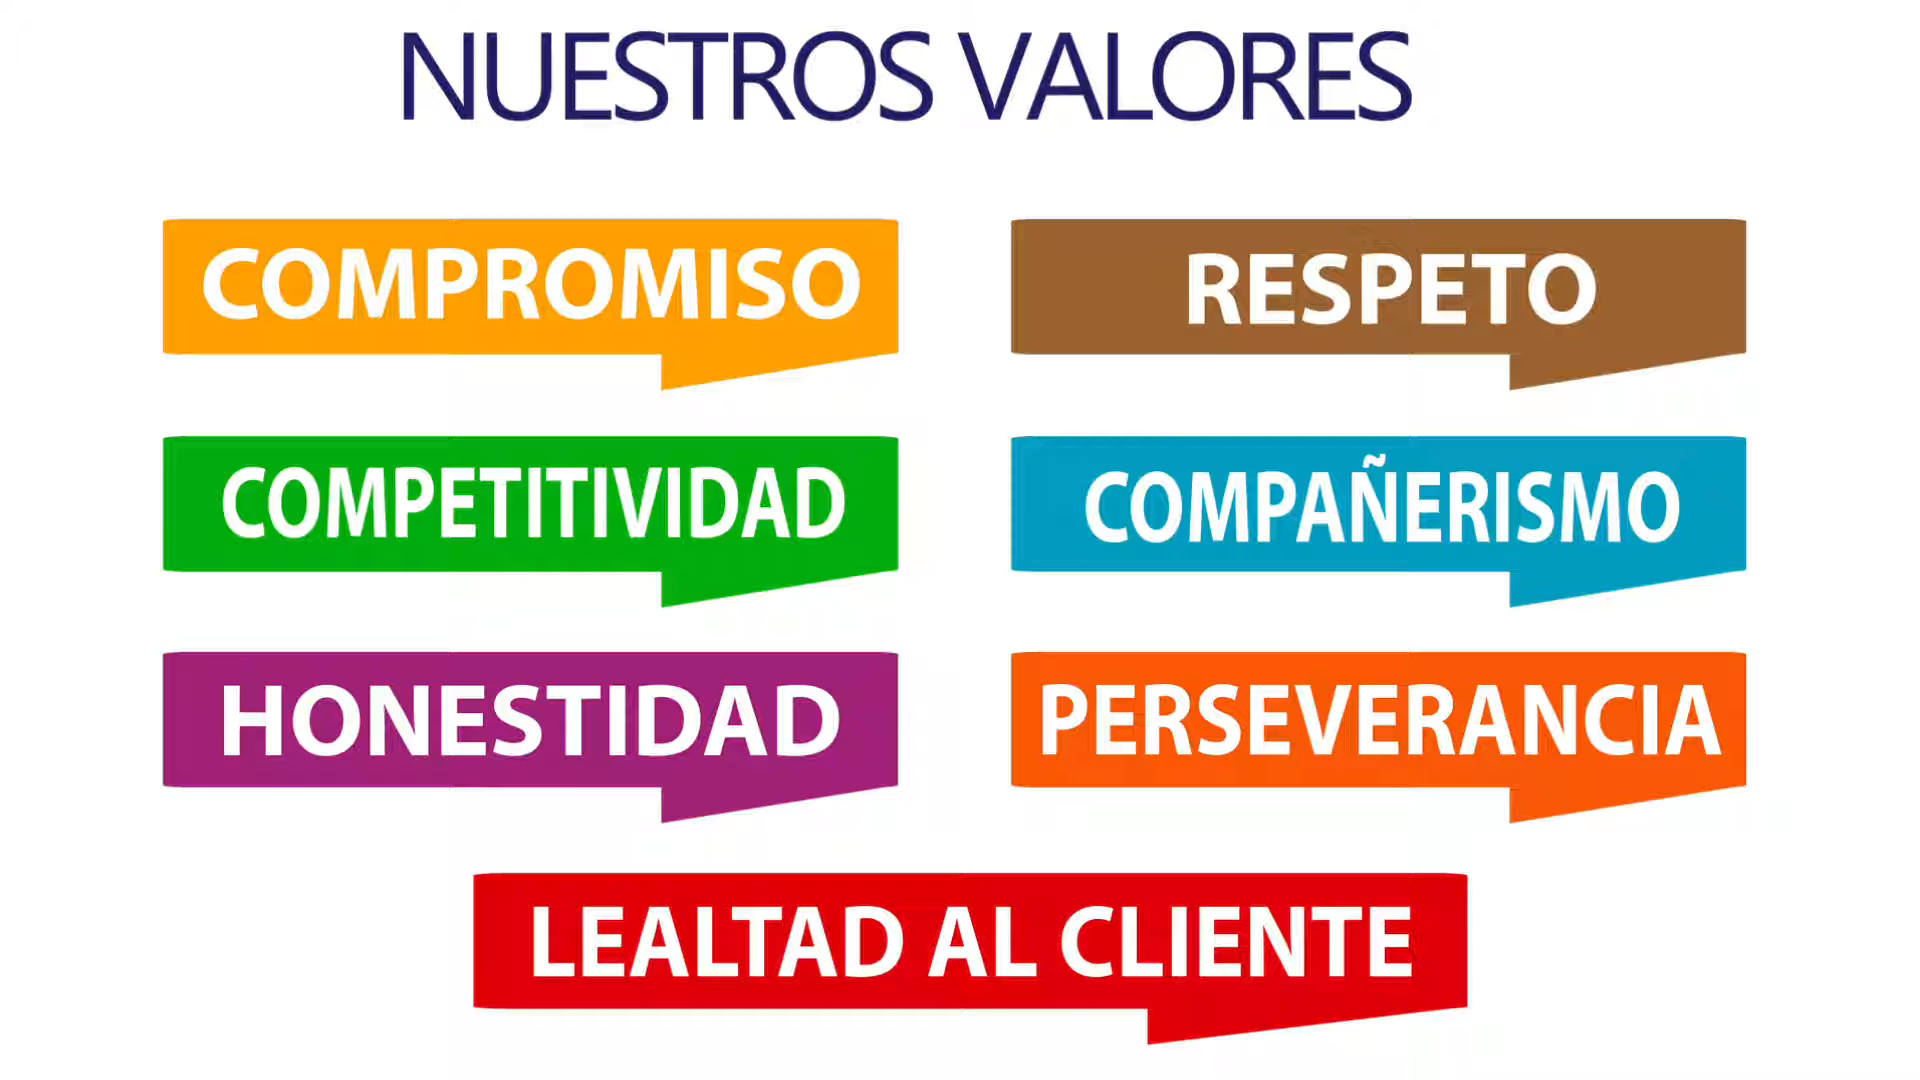 NUESTROS VALORES
COMPROMISO
RESPETO
COMPETITIVIDAD
COMPAÑERISMO
HONESTIDAD
PERSEVERANCIA
LEALTAD AL CLIENTE